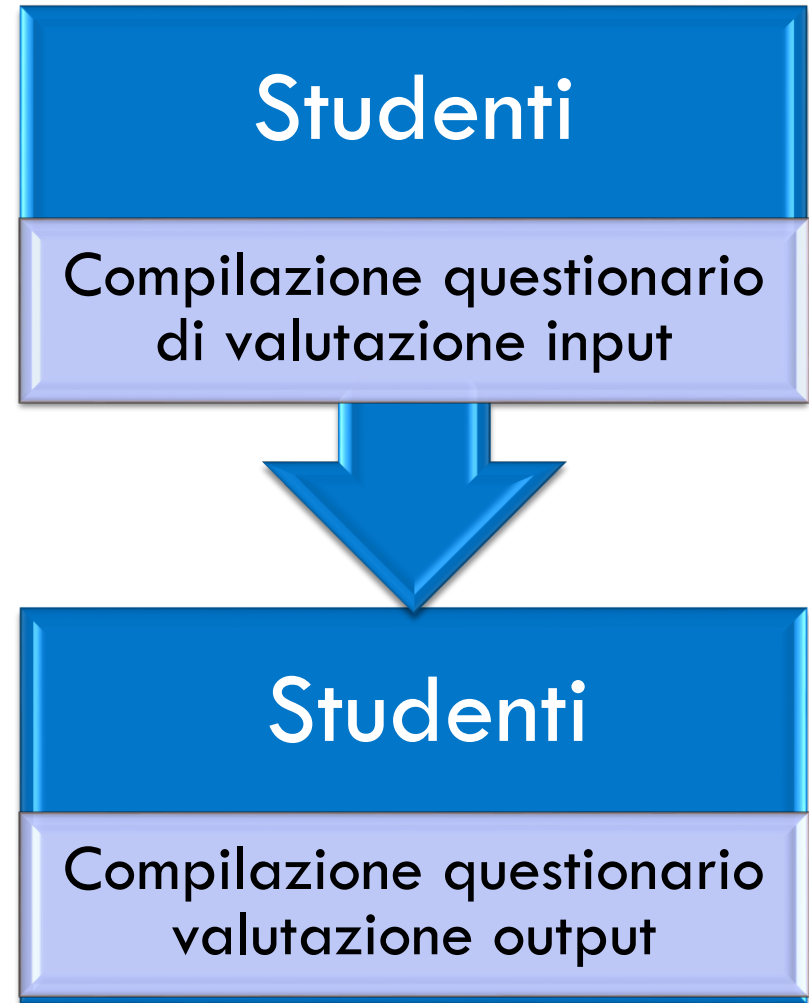 Studenti
Compilazione questionario
di valutazione input
Studenti
Compilazione questionario
valutazione output